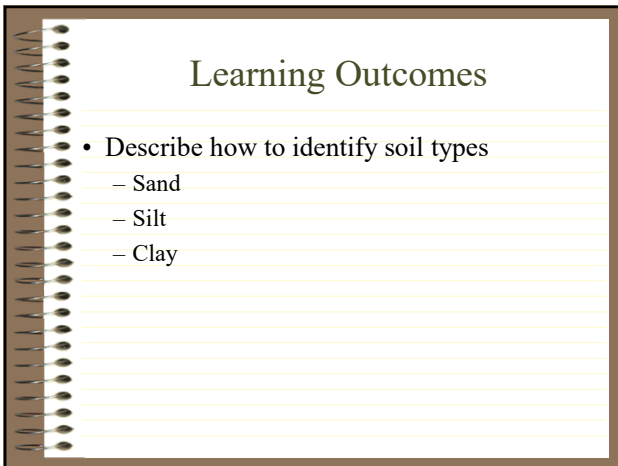 Learning Outcomes
• Describe how to identify soil types
– Sand
– Silt
– Clay